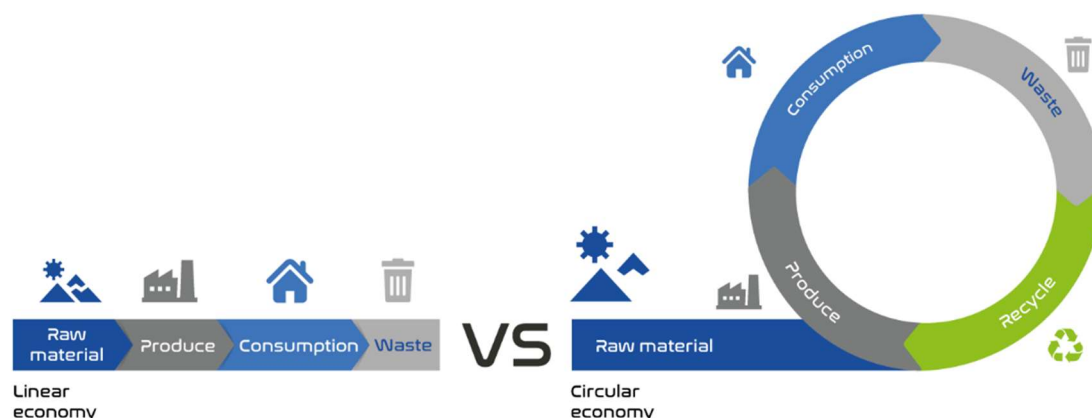 Raw
material
Produce
Consumption
Waste
Linear
economy
VS
Raw material
Produce
Consumption
Waste
Recycle
Circular
economy